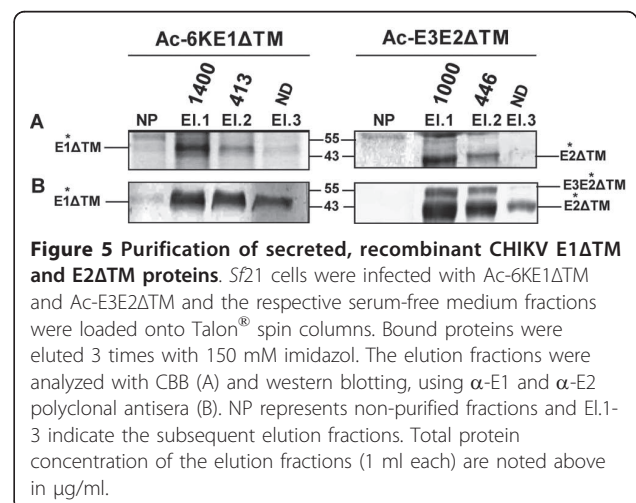 Ac-6KE1ΔTM Ac-E3E2ΔTM
1400 413 ND 1000 446 ND
NP El.1 El.2 El.3 NP El.1 El.2 El.3
A
* E1ΔTM 55 43 * E2ΔTM
B
* E1ΔTM 55 43 * E3E2ΔTM * E2ΔTM
Figure 5 Purification of secreted, recombinant CHIKV E1ΔTM
and E2ΔTM proteins. Sf21 cells were infected with Ac-6KE1ΔTM
and Ac-E3E2ΔTM and the respective serum-free medium fractions
were loaded onto Talon® spin columns. Bound proteins were
eluted 3 times with 150 mM imidazol. The elution fractions were
analyzed with CBB (A) and western blotting, using α-E1 and α-E2
polyclonal antisera (B). NP represents non-purified fractions and El.1-
3 indicate the subsequent elution fractions. Total protein
concentration of the elution fractions (1 ml each) are noted above
in μg/ml.